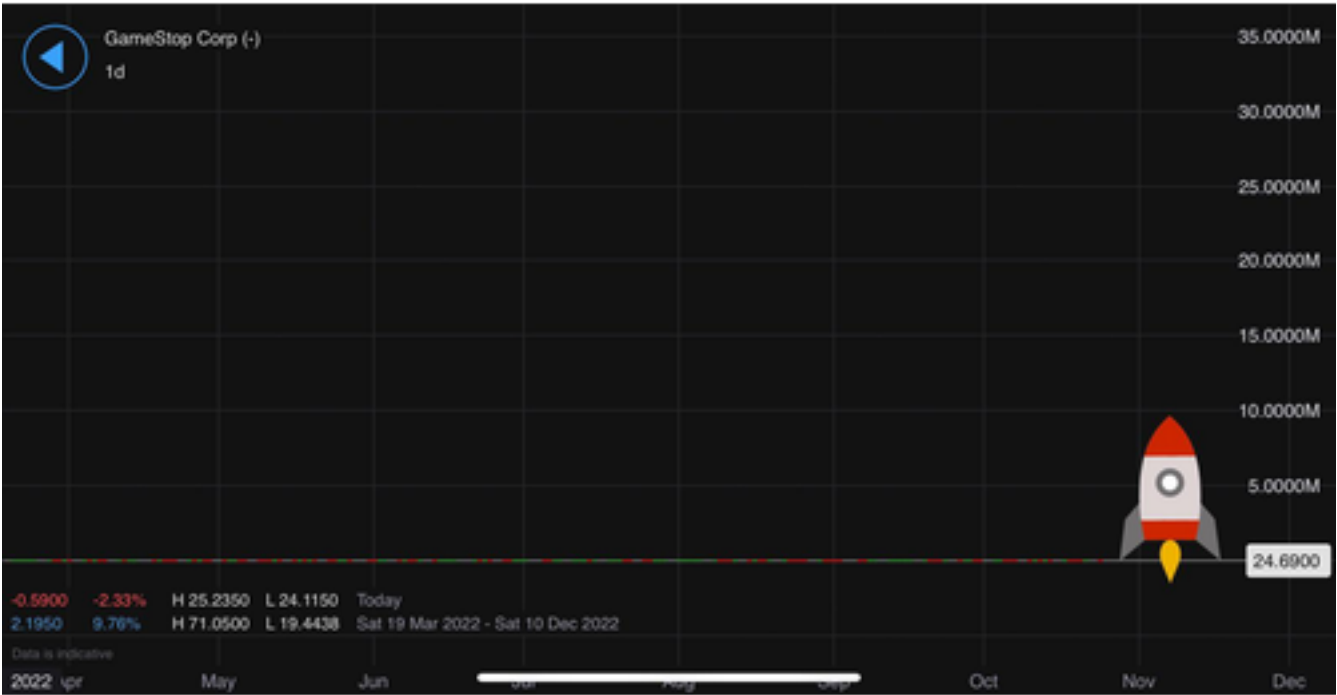 GameStop Corp (-)
1d
35.0000M
30.0000M
25.0000M
20.0000M
15.0000M
10.0000M
5.0000M
24.6900
-0.5900 -2.33% H 25.2350 L 24.1150 Today
2.1950 9.76% H 71.0500 L 19.4438 Sat 19 Mar 2022 - Sat 10 Dec 2022
Data is indicative
2022 May Jun Oct Nov Dec